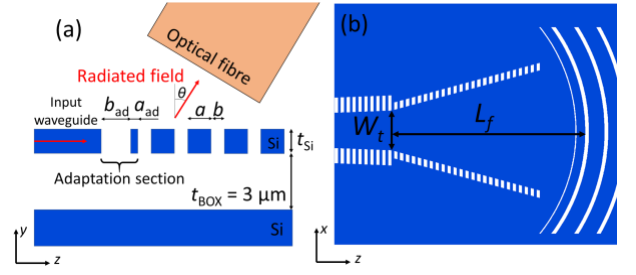 (a)
Optical fibre
Radiated field
θ
Input
waveguide
b_ad a_ad a b
Si
t_Si
Adaptation section
t_BOX = 3 μm
Si
y
z
(b)
W_t
L_f
x
z